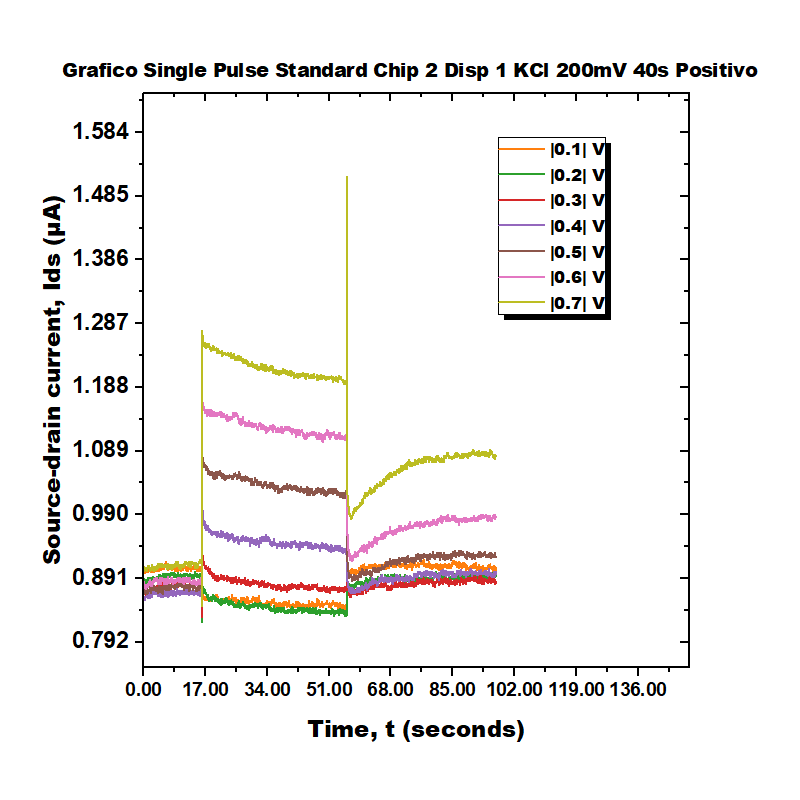 Grafico Single Pulse Standard Chip 2 Disp 1 KCl 200mV 40s Positivo
1.584
1.485
1.386
1.287
1.188
1.089
0.990
0.891
0.792
Source-drain current, Ids (µA)
|0.1| V
|0.2| V
|0.3| V
|0.4| V
|0.5| V
|0.6| V
|0.7| V
0.00 17.00 34.00 51.00 68.00 85.00 102.00 119.00 136.00
Time, t (seconds)